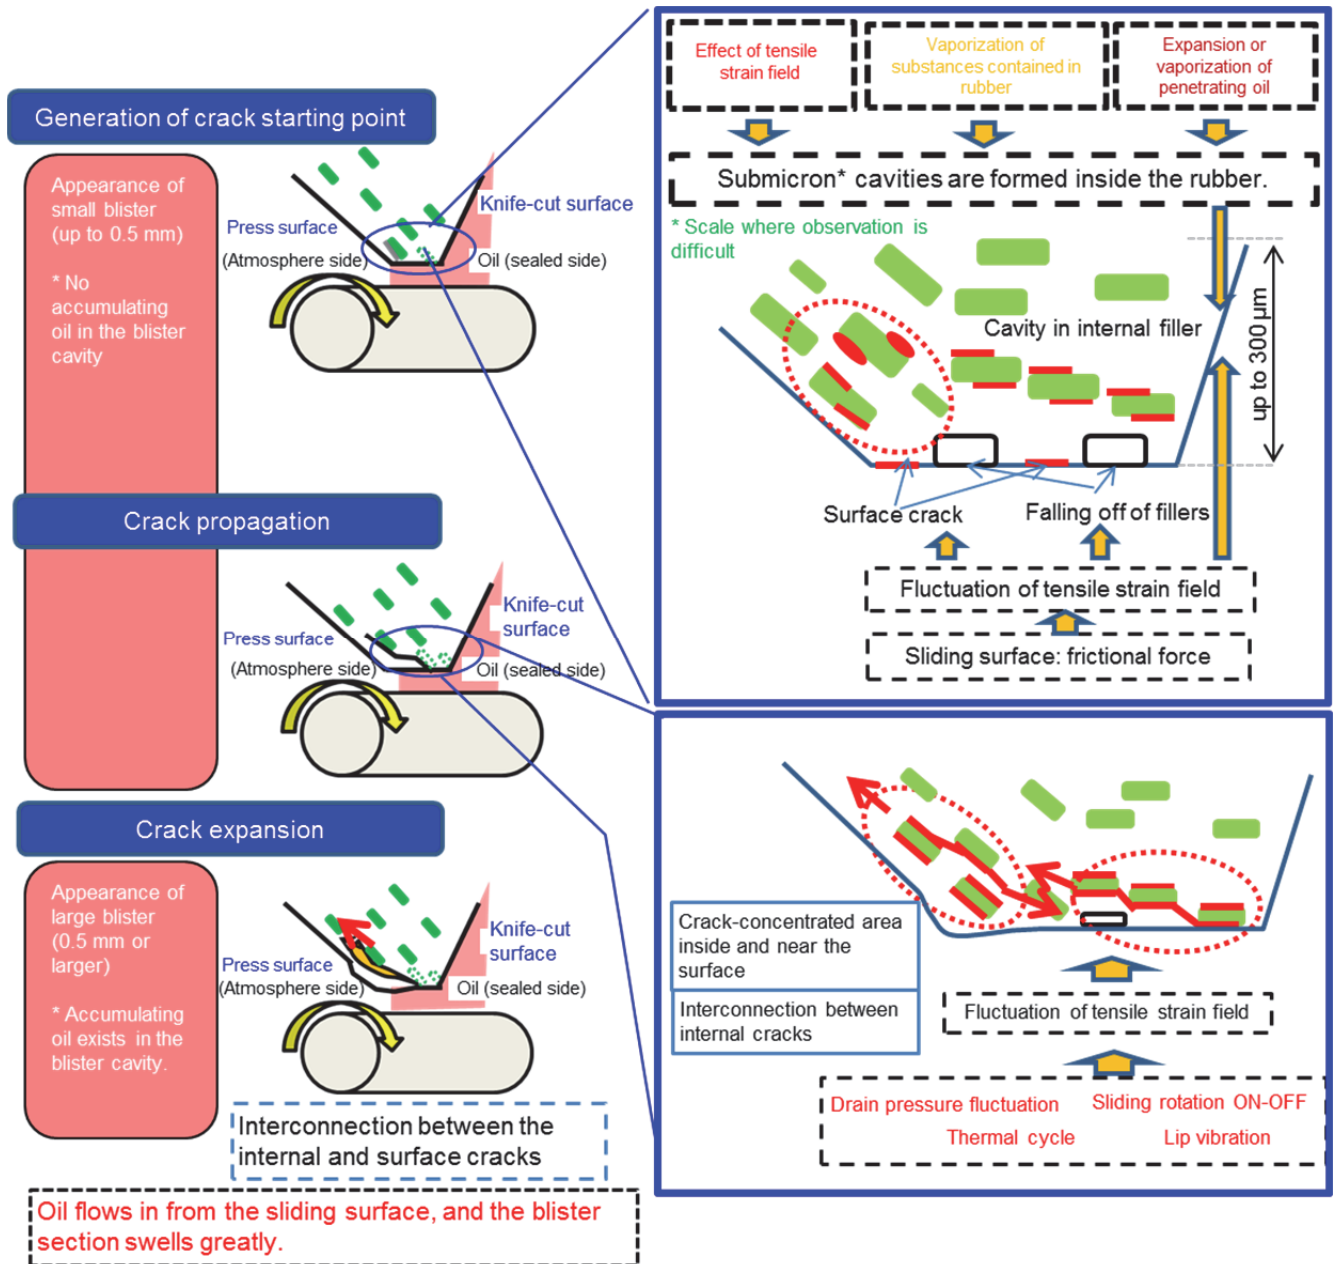 Generation of crack starting point
Appearance of
small blister
(up to 0.5 mm)
* No
accumulating
oil in the blister
cavity
Press surface
(Atmosphere side)
Knife-cut surface
Oil (sealed side)
Crack propagation
Press surface
(Atmosphere side)
Knife-cut
surface
Oil (sealed side)
Crack expansion
Appearance of
large blister
(0.5 mm or
larger)
* Accumulating
oil exists in the
blister cavity.
Press surface
(Atmosphere side)
Knife-cut
surface
Oil (sealed side)
Interconnection between the
internal and surface cracks
Oil flows in from the sliding surface, and the blister
section swells greatly.
Effect of tensile
strain field
Vaporization of
substances contained in
rubber
Expansion or
vaporization of
penetrating oil
Submicron* cavities are formed inside the rubber.
* Scale where observation is
difficult
Cavity in internal filler
up to 300 μm
Surface crack
Falling off of fillers
Fluctuation of tensile strain field
Sliding surface: frictional force
Crack-concentrated area
inside and near the
surface
Interconnection between
internal cracks
Fluctuation of tensile strain field
Drain pressure fluctuation
Sliding rotation ON-OFF
Thermal cycle
Lip vibration